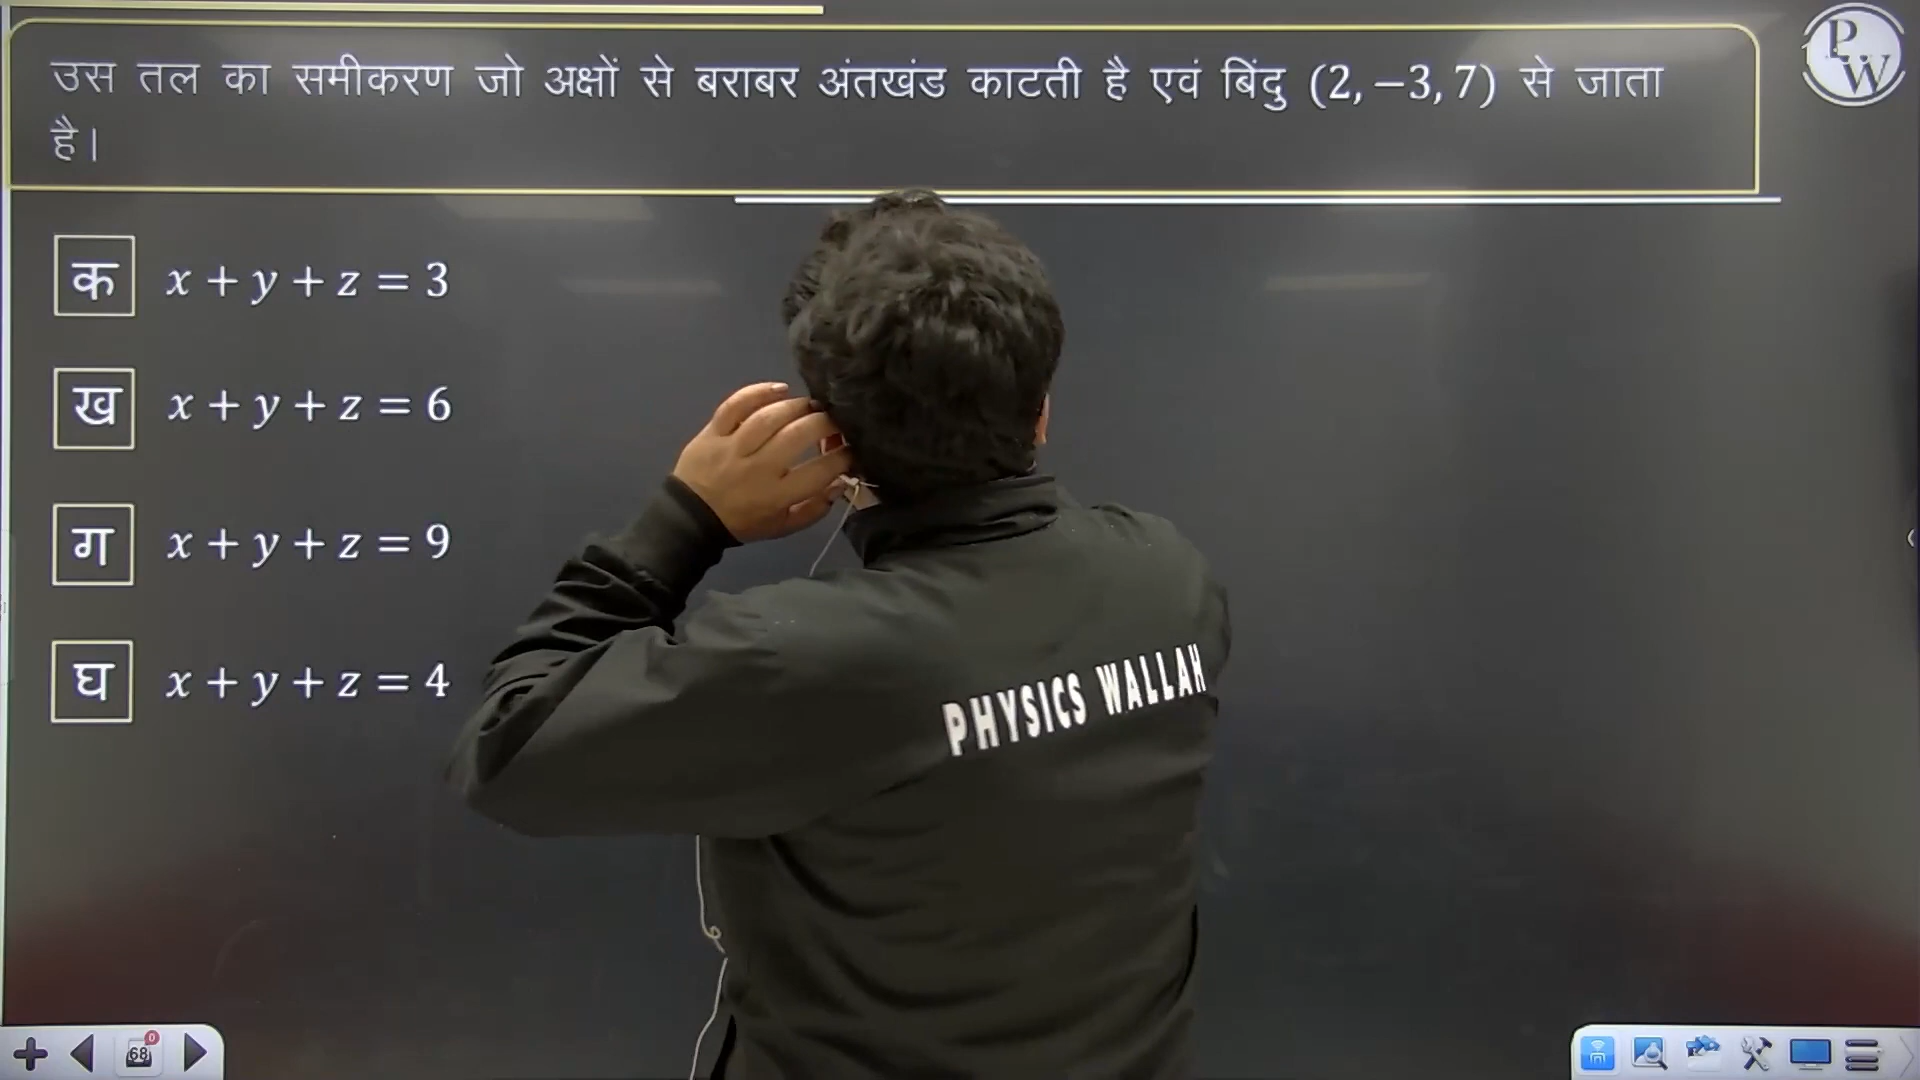 उस तल का समीकरण जो अक्षों से बराबर अंतखंड काटती है एवं बिंदु (2, −3, 7) से जाता
है।
PW
क x + y + z = 3
ख x + y + z = 6
ग x + y + z = 9
घ x + y + z = 4
PHYSICS WALLAH
68
0